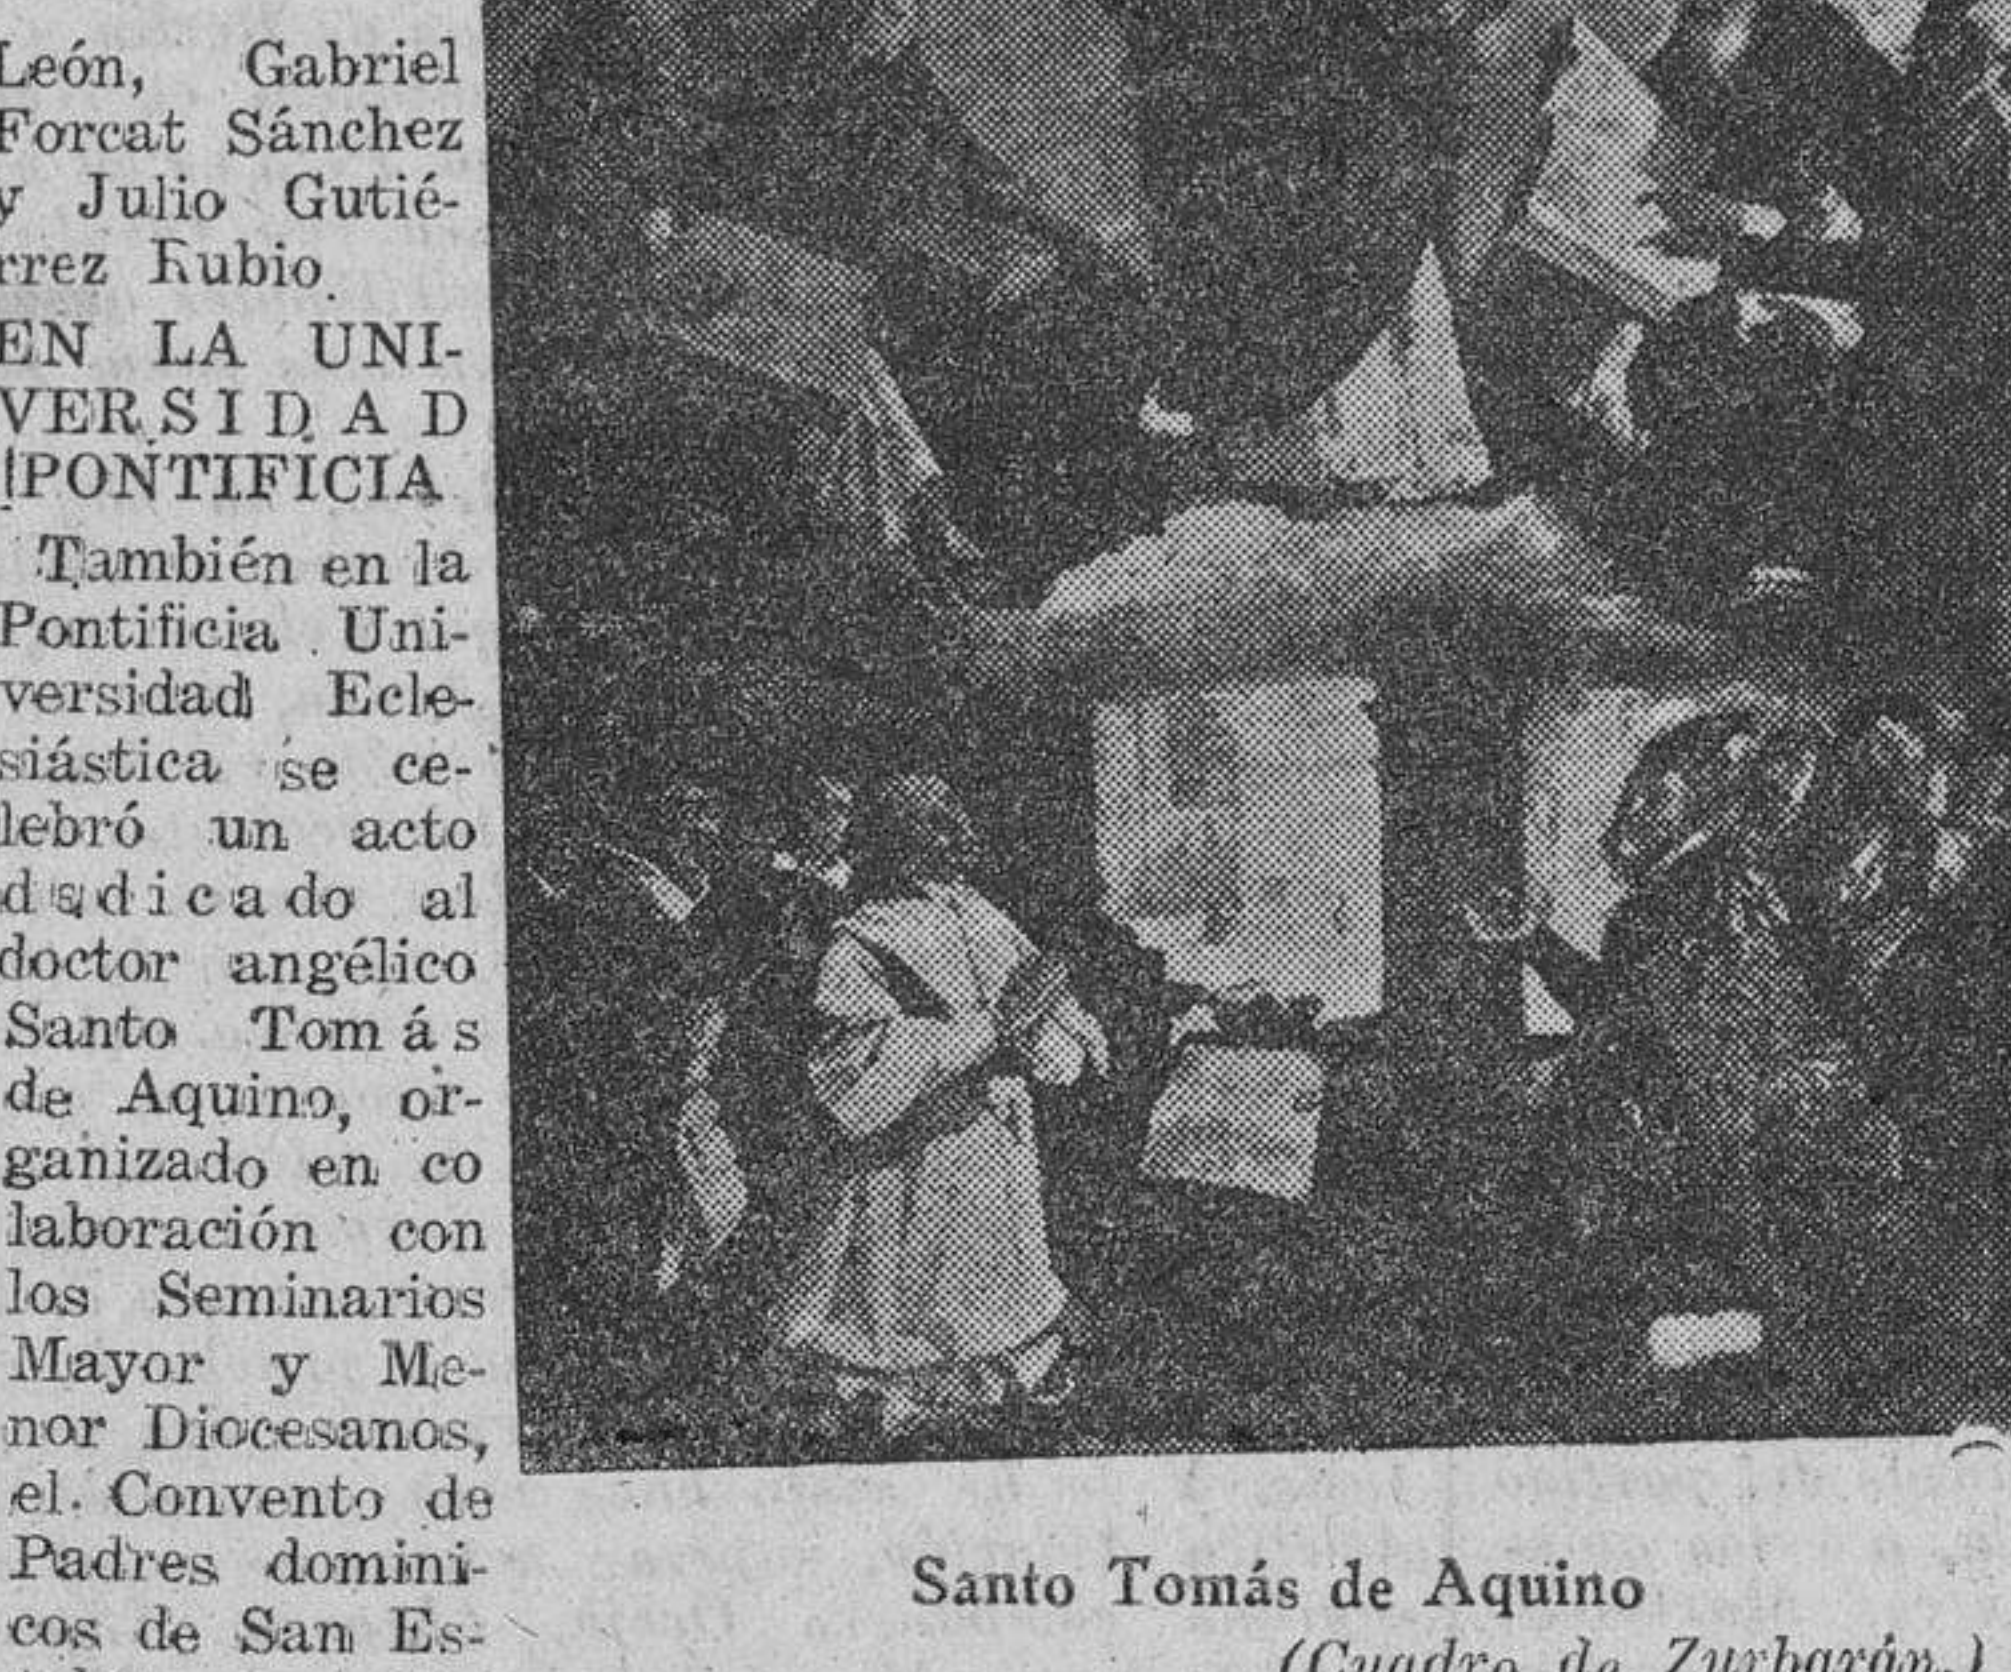 León, Gabriel
Forcat Sánchez
y Julio Gutié-
rrez Rubio.
EN LA UNI-
VERSIDAD
PONTIFICIA
También en la
Pontificia Uni-
versidad Ecle-
siástica se ce-
lebró un acto
dedicado al
doctor angélico
Santo Tomás
de Aquino, or-
ganizado en co
laboración con
los Seminarios
Mayor y Me-
nor Diocesanos,
el Convento de
Padres domini-
cos de San Es-
Santo Tomás de Aquino
(Cuadro de Zurbarán.)